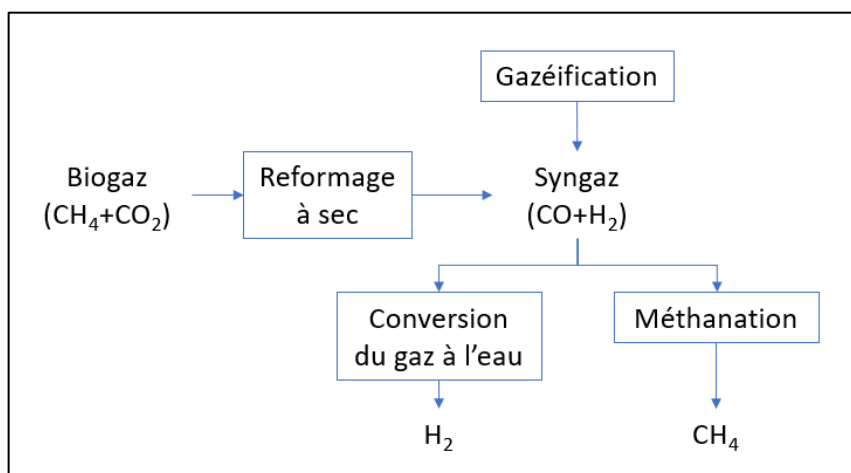 Gazéification
Biogaz
(CH₄+CO₂)
Reformage
à sec
Syngaz
(CO+H₂)
Conversion
du gaz à l’eau
Méthanation
H₂
CH₄